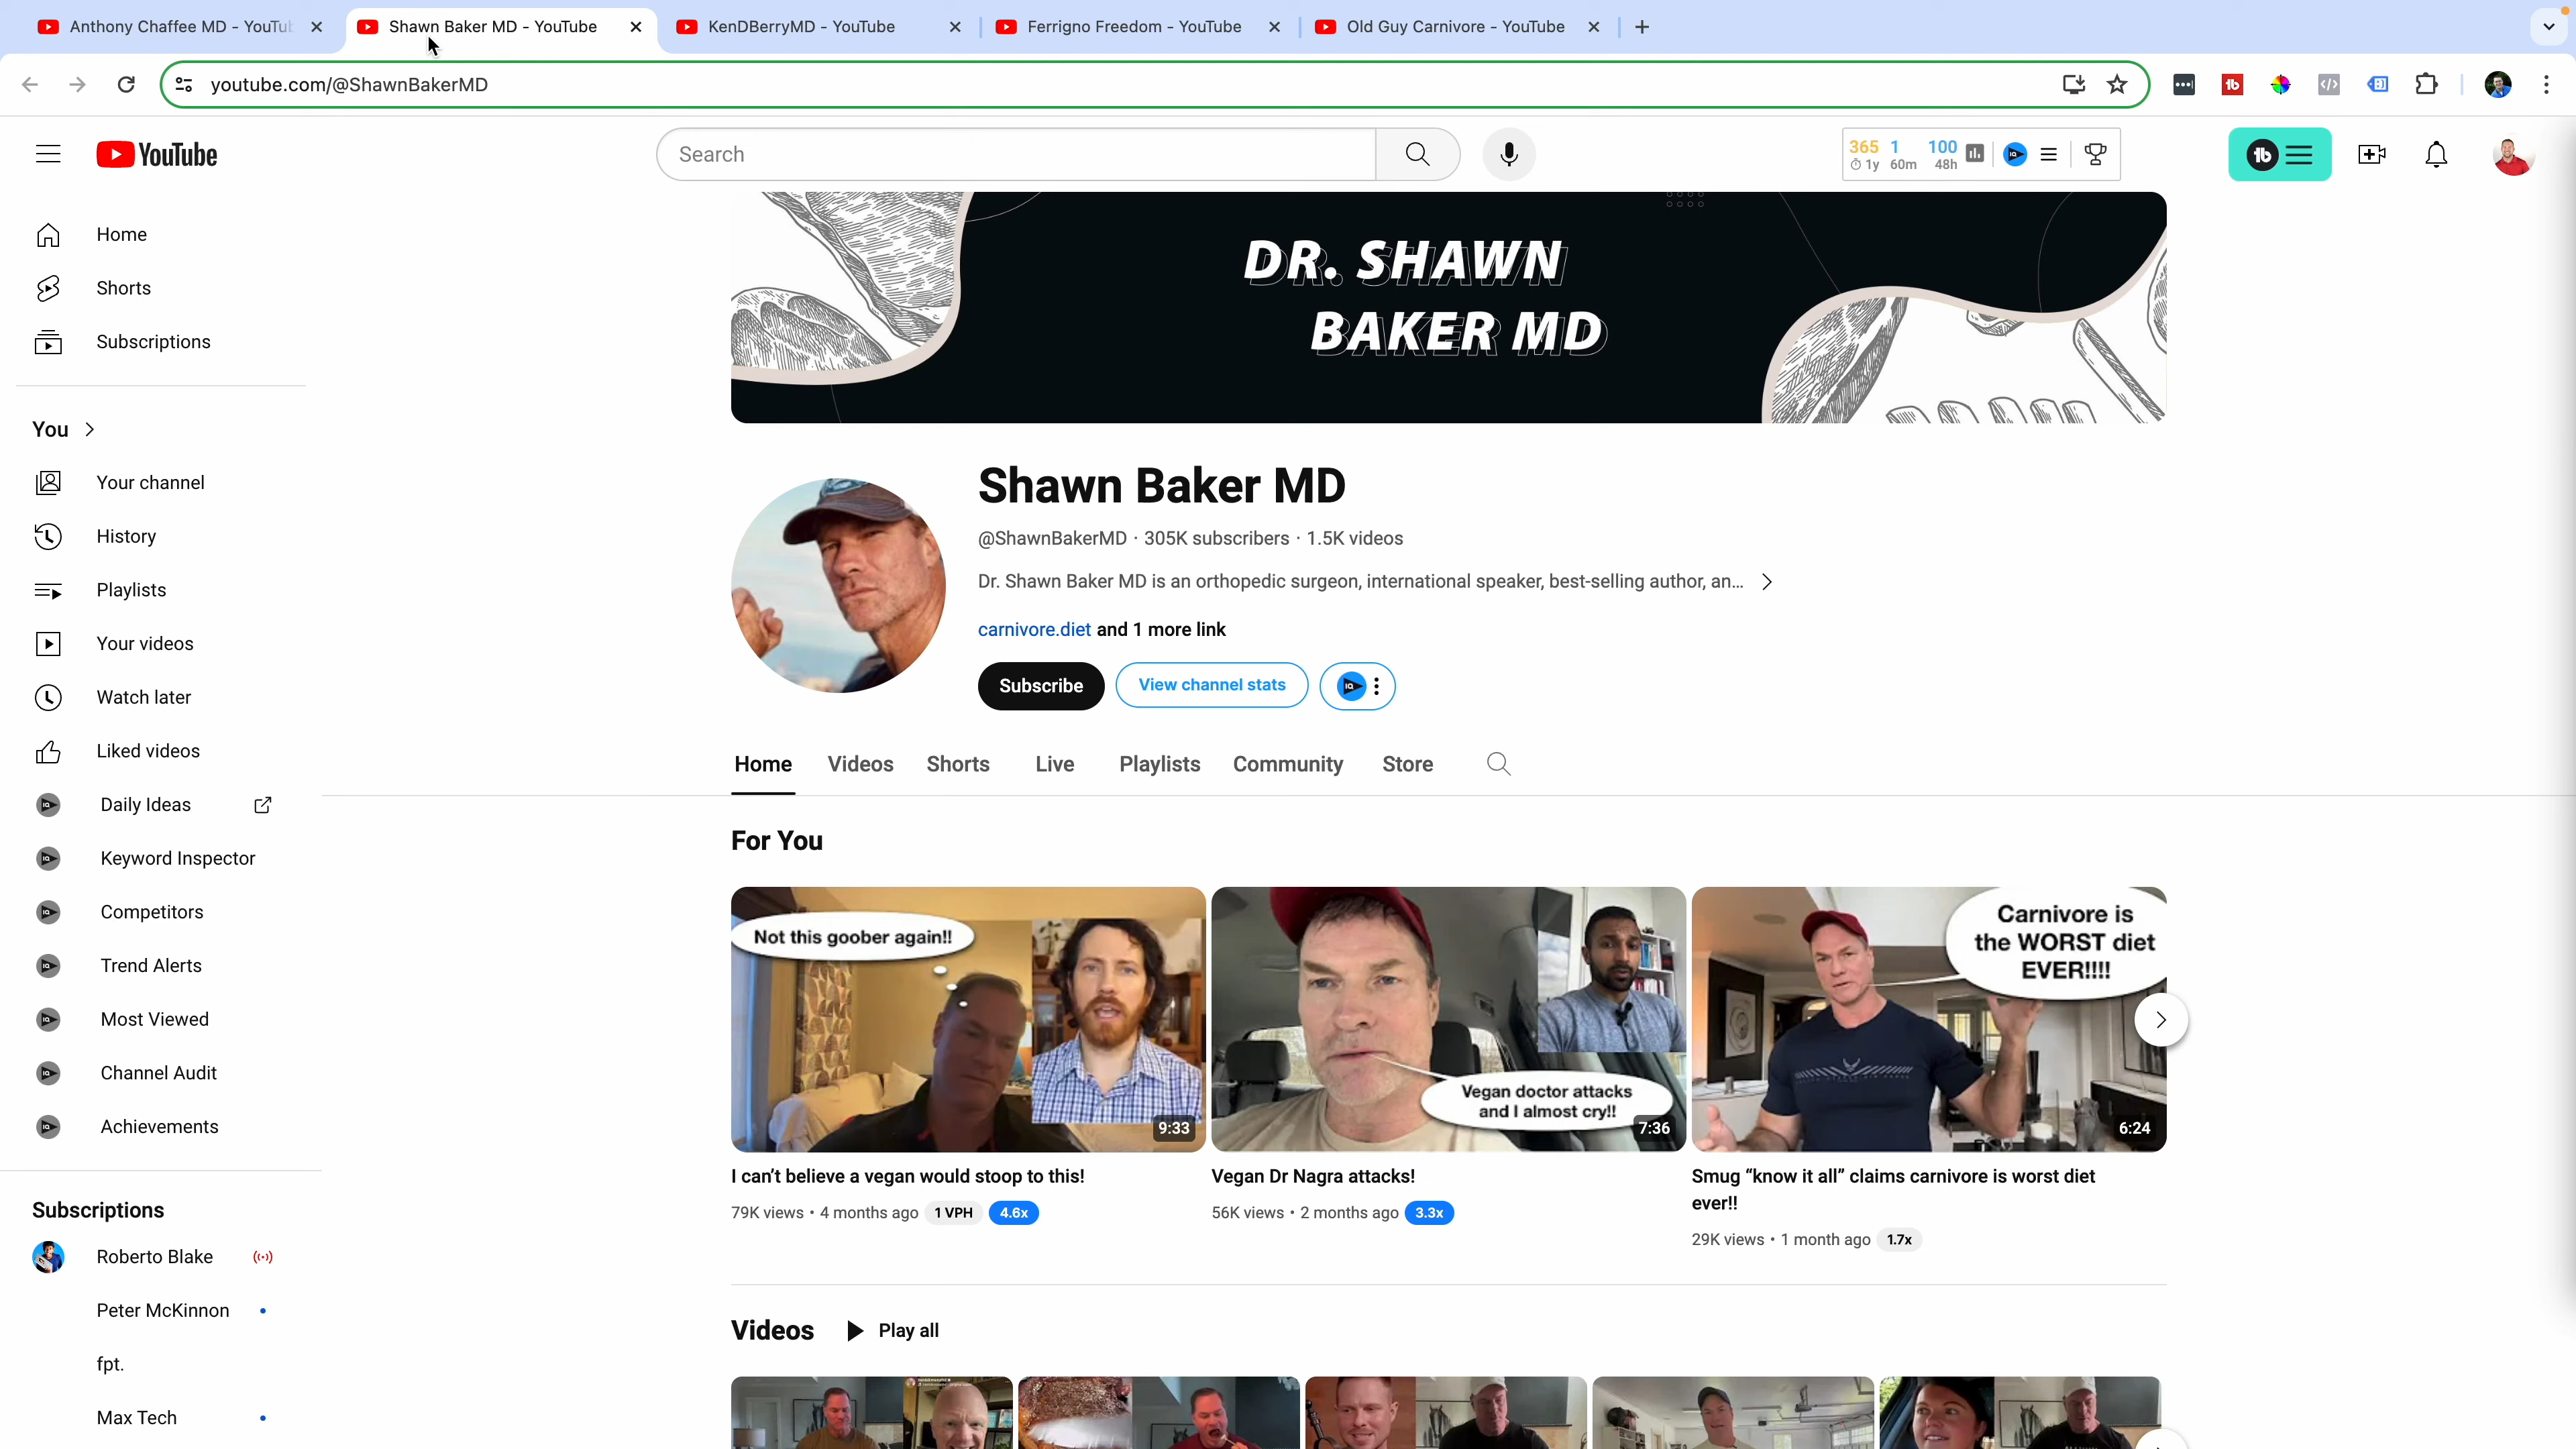 Anthony Chaffee MD - YouTub
Shawn Baker MD - YouTube
KenDBerryMD - YouTube
Ferrigno Freedom - YouTube
Old Guy Carnivore - YouTube
youtube.com/@ShawnBakerMD
YouTube
Search
365 1 100
1y 60m 48h
Home
Shorts
Subscriptions
You
Your channel
History
Playlists
Your videos
Watch later
Liked videos
Daily Ideas
Keyword Inspector
Competitors
Trend Alerts
Most Viewed
Channel Audit
Achievements
Subscriptions
Roberto Blake
Peter McKinnon
fpt.
Max Tech
DR. SHAWN
BAKER MD
Shawn Baker MD
@ShawnBakerMD · 305K subscribers · 1.5K videos
Dr. Shawn Baker MD is an orthopedic surgeon, international speaker, best-selling author, an...
carnivore.diet and 1 more link
Subscribe
View channel stats
Home Videos Shorts Live Playlists Community Store
For You
Not this goober again!!
9:33
I can’t believe a vegan would stoop to this!
79K views • 4 months ago 1 VPH 4.6x
Vegan doctor attacks
and I almost cry!!
7:36
Vegan Dr Nagra attacks!
56K views • 2 months ago 3.3x
Carnivore is
the WORST diet
EVER!!!!
6:24
Smug “know it all” claims carnivore is worst diet
ever!!
29K views • 1 month ago 1.7x
Videos
Play all